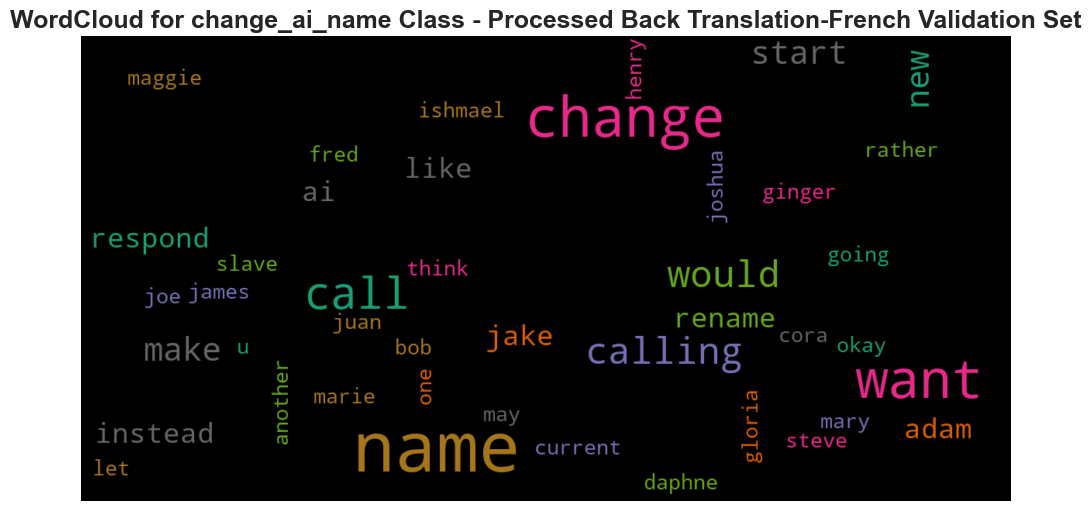 WordCloud for change_ai_name Class - Processed Back Translation-French Validation Set
maggie
henry
start
new
ishmael
change
fred
like
ai
joshua
rather
ginger
respond
slave
think
going
joe
james
call
would
juan
rename
make
u
bob
jake
calling
cora
okay
another
marie
one
want
instead
name
may
current
gloria
mary
steve
adam
let
daphne